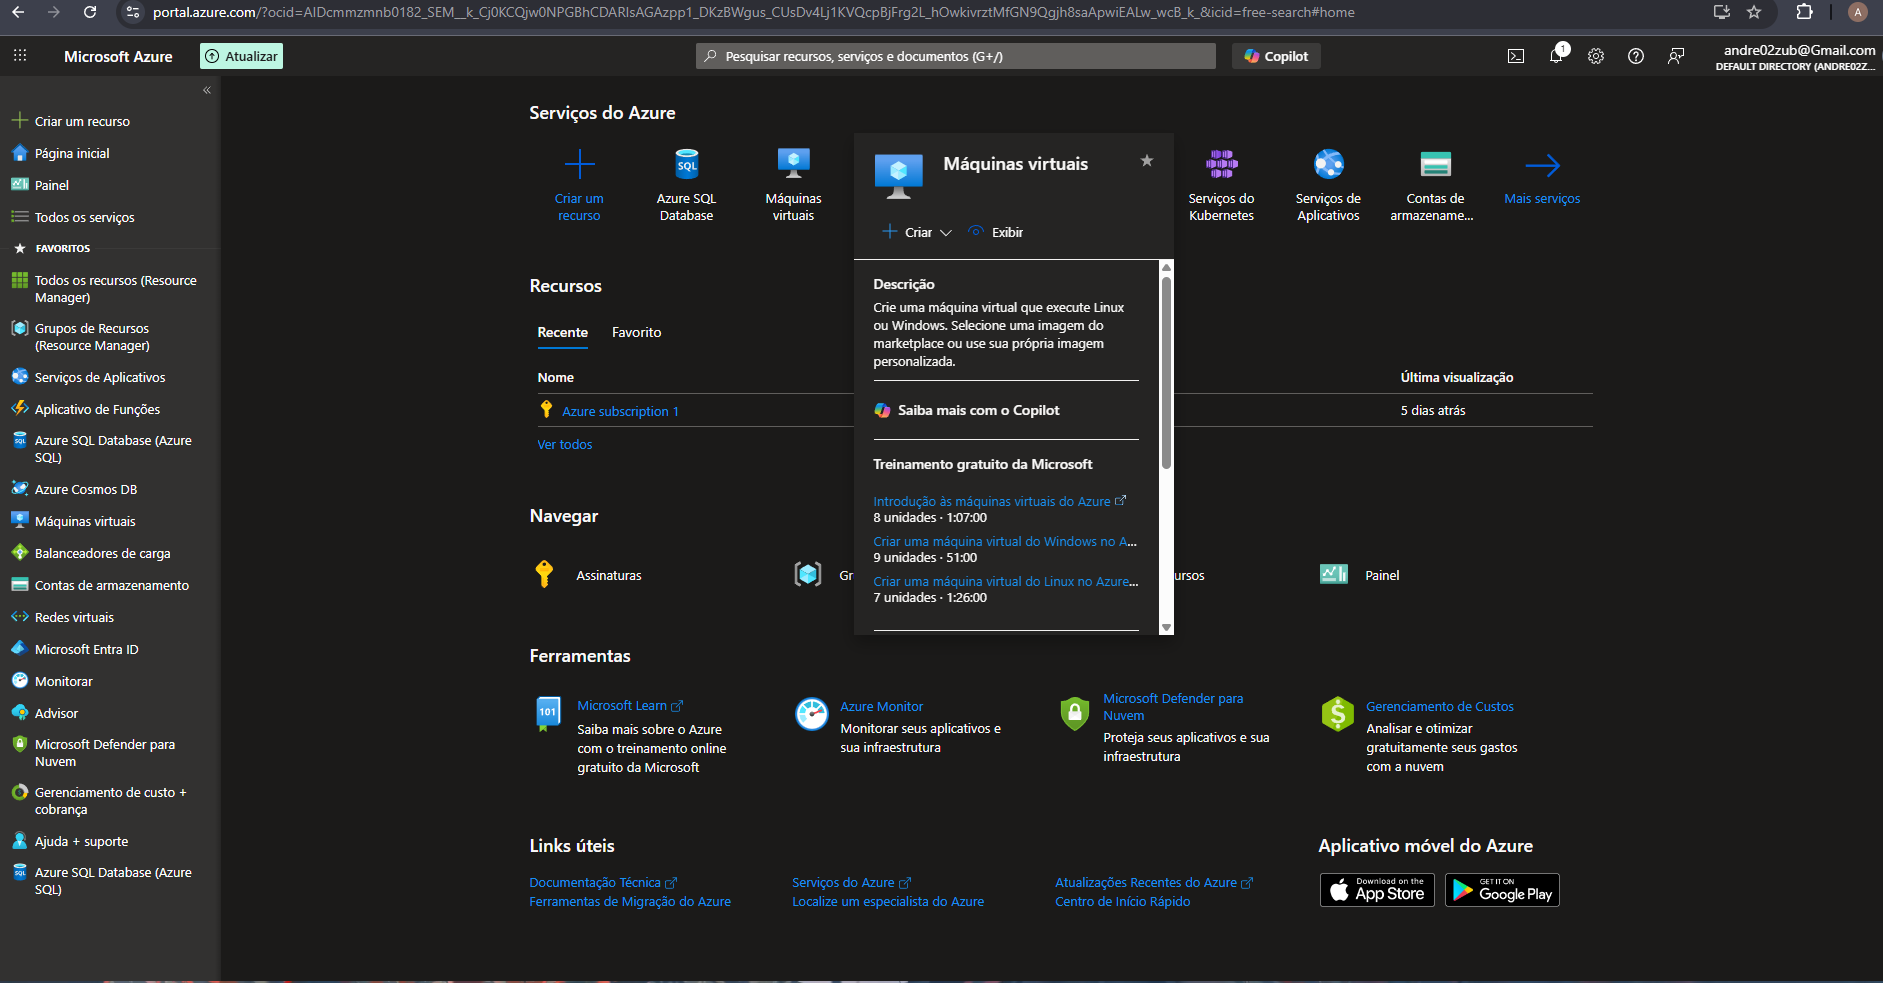 portal.azure.com/?ocid=AIDcmmzmnb0182_SEM__k_Cj0KCQjw0NPGBhCDARIsAGAzpp1_DKzBWgus_CUsDv4Lj1KVQcpBjFrg2L_hOwkivrztMfGN9Qgjh8saApwiEALw_wcB_k_&icid=free-search#home
A
Microsoft Azure
Atualizar
Pesquisar recursos, serviços e documentos (G+/)
Copilot
1
andre02zub@Gmail.com
DEFAULT DIRECTORY (ANDRE02Z...
Criar um recurso
Página inicial
Painel
Todos os serviços
FAVORITOS
Todos os recursos (Resource
Manager)
Grupos de Recursos
(Resource Manager)
Serviços de Aplicativos
Aplicativo de Funções
Azure SQL Database (Azure
SQL)
Azure Cosmos DB
Máquinas virtuais
Balanceadores de carga
Contas de armazenamento
Redes virtuais
Microsoft Entra ID
Monitorar
Advisor
Microsoft Defender para
Nuvem
Gerenciamento de custo +
cobrança
Ajuda + suporte
Azure SQL Database (Azure
SQL)
Serviços do Azure
Criar um
recurso
SQL
Azure SQL
Database
Máquinas
virtuais
Serviços do
Kubernetes
Serviços de
Aplicativos
Contas de
armazename...
Mais serviços
Máquinas virtuais
Criar
Exibir
Descrição
Crie uma máquina virtual que execute Linux
ou Windows. Selecione uma imagem do
marketplace ou use sua própria imagem
personalizada.
Saiba mais com o Copilot
Treinamento gratuito da Microsoft
Introdução às máquinas virtuais do Azure
8 unidades · 1:07:00
Criar uma máquina virtual do Windows no A...
9 unidades · 51:00
Criar uma máquina virtual do Linux no Azure...
7 unidades · 1:26:00
Recursos
Recente
Favorito
Nome
Última visualização
Azure subscription 1
5 dias atrás
Ver todos
Navegar
Assinaturas
Gr
ursos
Painel
Ferramentas
101
Microsoft Learn
Saiba mais sobre o Azure
com o treinamento online
gratuito da Microsoft
Azure Monitor
Monitorar seus aplicativos e
sua infraestrutura
Microsoft Defender para
Nuvem
Proteja seus aplicativos e sua
infraestrutura
Gerenciamento de Custos
Analisar e otimizar
gratuitamente seus gastos
com a nuvem
Links úteis
Documentação Técnica
Ferramentas de Migração do Azure
Serviços do Azure
Localize um especialista do Azure
Atualizações Recentes do Azure
Centro de Início Rápido
Aplicativo móvel do Azure
Download on the
App Store
GET IT ON
Google Play